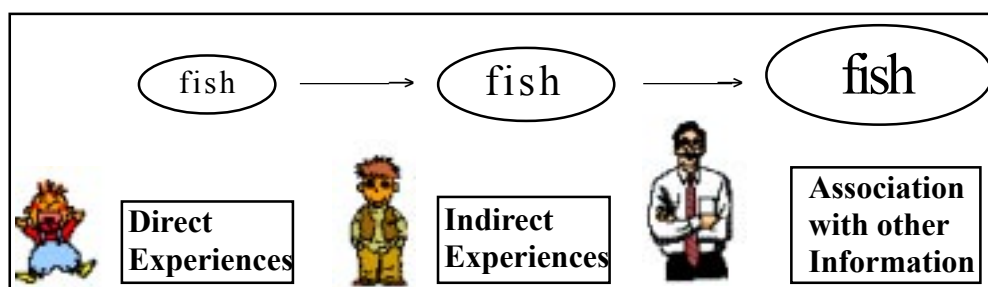 fish
fish
fish
Direct
Experiences
Indirect
Experiences
Association
with other
Information